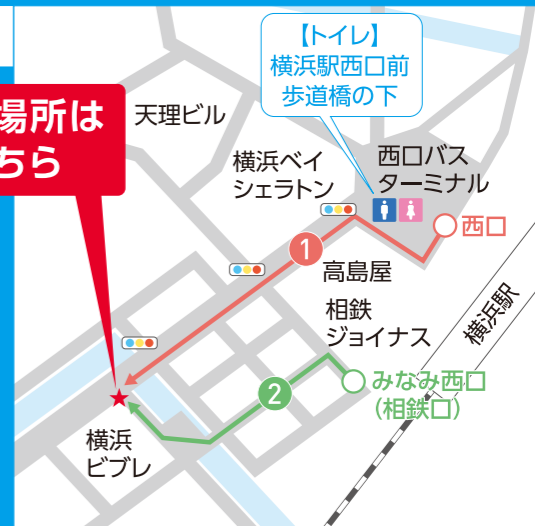 場所は
ちら
【トイレ】
横浜駅西口前
歩道橋の下
天理ビル
横浜ベイ
シェラトン
西口バス
ターミナル
西口
1
高島屋
相鉄
ジョイナス
横浜駅
みなみ西口
(相鉄口)
2
横浜
ビブレ